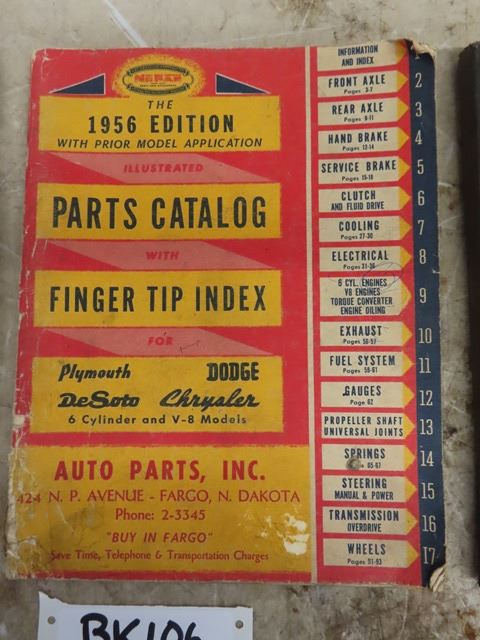 THE
1956 EDITION
WITH PRIOR MODEL APPLICATION
ILLUSTRATED
PARTS CATALOG
WITH
FINGER TIP INDEX
FOR
Plymouth DODGE
DeSoto Chrysler
6 Cylinder and V-8 Models
AUTO PARTS, INC.
424 N. P. AVENUE - FARGO, N. DAKOTA
Phone: 2-3345
"BUY IN FARGO"
Save Time, Telephone & Transportation Charges
INFORMATION
AND INDEX 1
FRONT AXLE
Pages 3-7 2
REAR AXLE
Pages 8-11 3
HAND BRAKE
Pages 12-14 4
SERVICE BRAKE
Pages 15-18 5
CLUTCH
AND FLUID DRIVE 6
COOLING
Pages 27-30 7
ELECTRICAL
Pages 31-36 8
6 CYL. ENGINES
V8 ENGINES
TORQUE CONVERTER
ENGINE OILING 9
EXHAUST
Pages 56-57 10
FUEL SYSTEM
Pages 58-61 11
GAUGES
Page 62 12
PROPELLER SHAFT
UNIVERSAL JOINTS 13
SPRINGS
65-67 14
STEERING
MANUAL & POWER 15
TRANSMISSION
OVERDRIVE 16
WHEELS
Pages 91-93 17
BK106